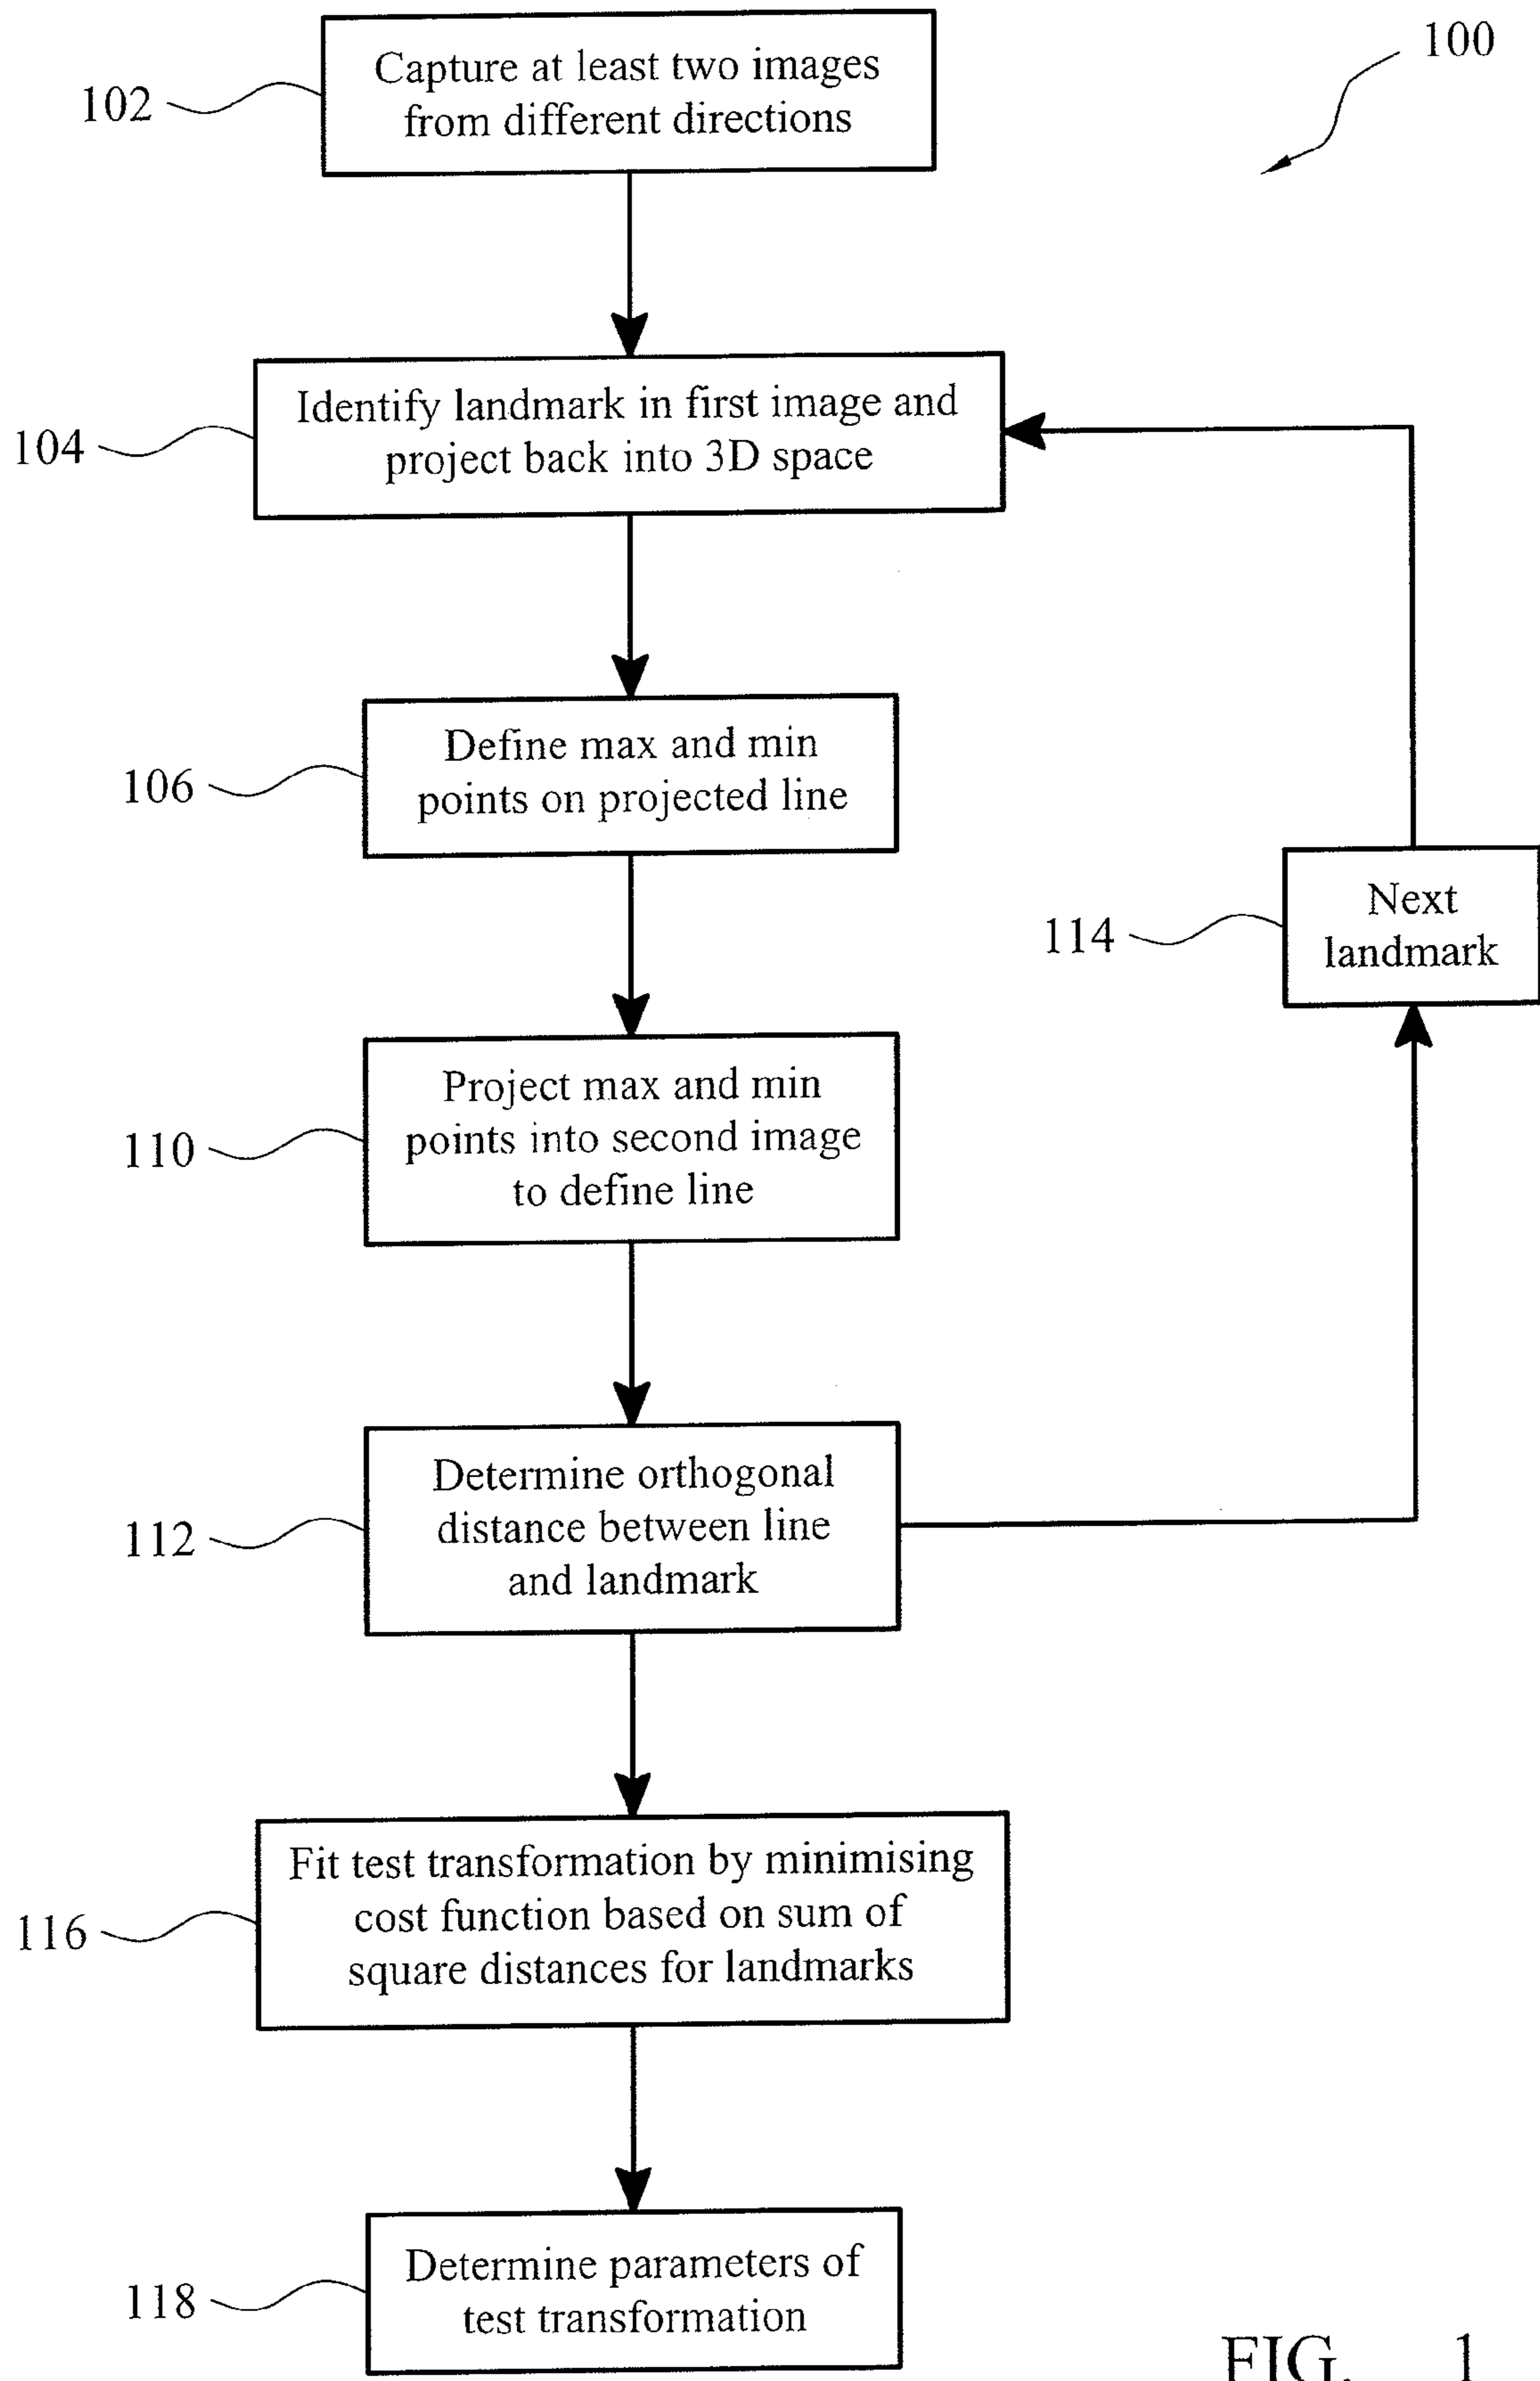 100
102
Capture at least two images
from different directions
104
Identify landmark in first image and
project back into 3D space
106
Define max and min
points on projected line
114
Next
landmark
110
Project max and min
points into second image
to define line
112
Determine orthogonal
distance between line
and landmark
116
Fit test transformation by minimising
cost function based on sum of
square distances for landmarks
118
Determine parameters of
test transformation
FIG. 1